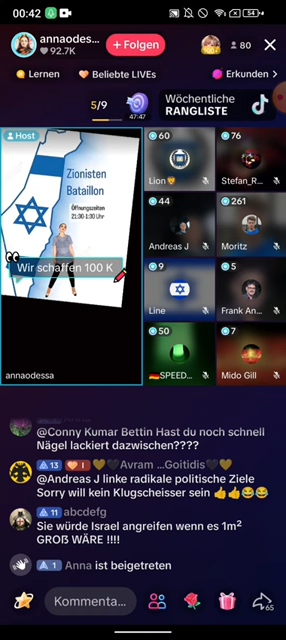 00:42
54
annaodes...
92.7K
+ Folgen
80
Lernen
Beliebte LIVEs
Erkunden >
5/9
47:47
Wöchentliche
RANGLISTE
Host
Zionisten
Bataillon
Öffnungszeiten
21:30-1:30 Uhr
Wir schaffen 100 K
annaodessa
60
Lion🦁
76
Stefan_R...
44
Andreas J
261
Moritz
9
Line
5
Frank An...
50
🇩🇪SPEED...
7
Mido Gill
@Conny Kumar Bettin Hast du noch schnell
Nägel lackiert dazwischen????
13 1 💛🖤Avram ...Goitidis🖤💛
@Andreas J linke radikale politische Ziele
Sorry will kein Klugscheisser sein 👍👍😂😂
11 abcdefg
Sie würde Israel angreifen wenn es 1m²
GROß WÄRE !!!!
1 Anna ist beigetreten
Kommenta...
65